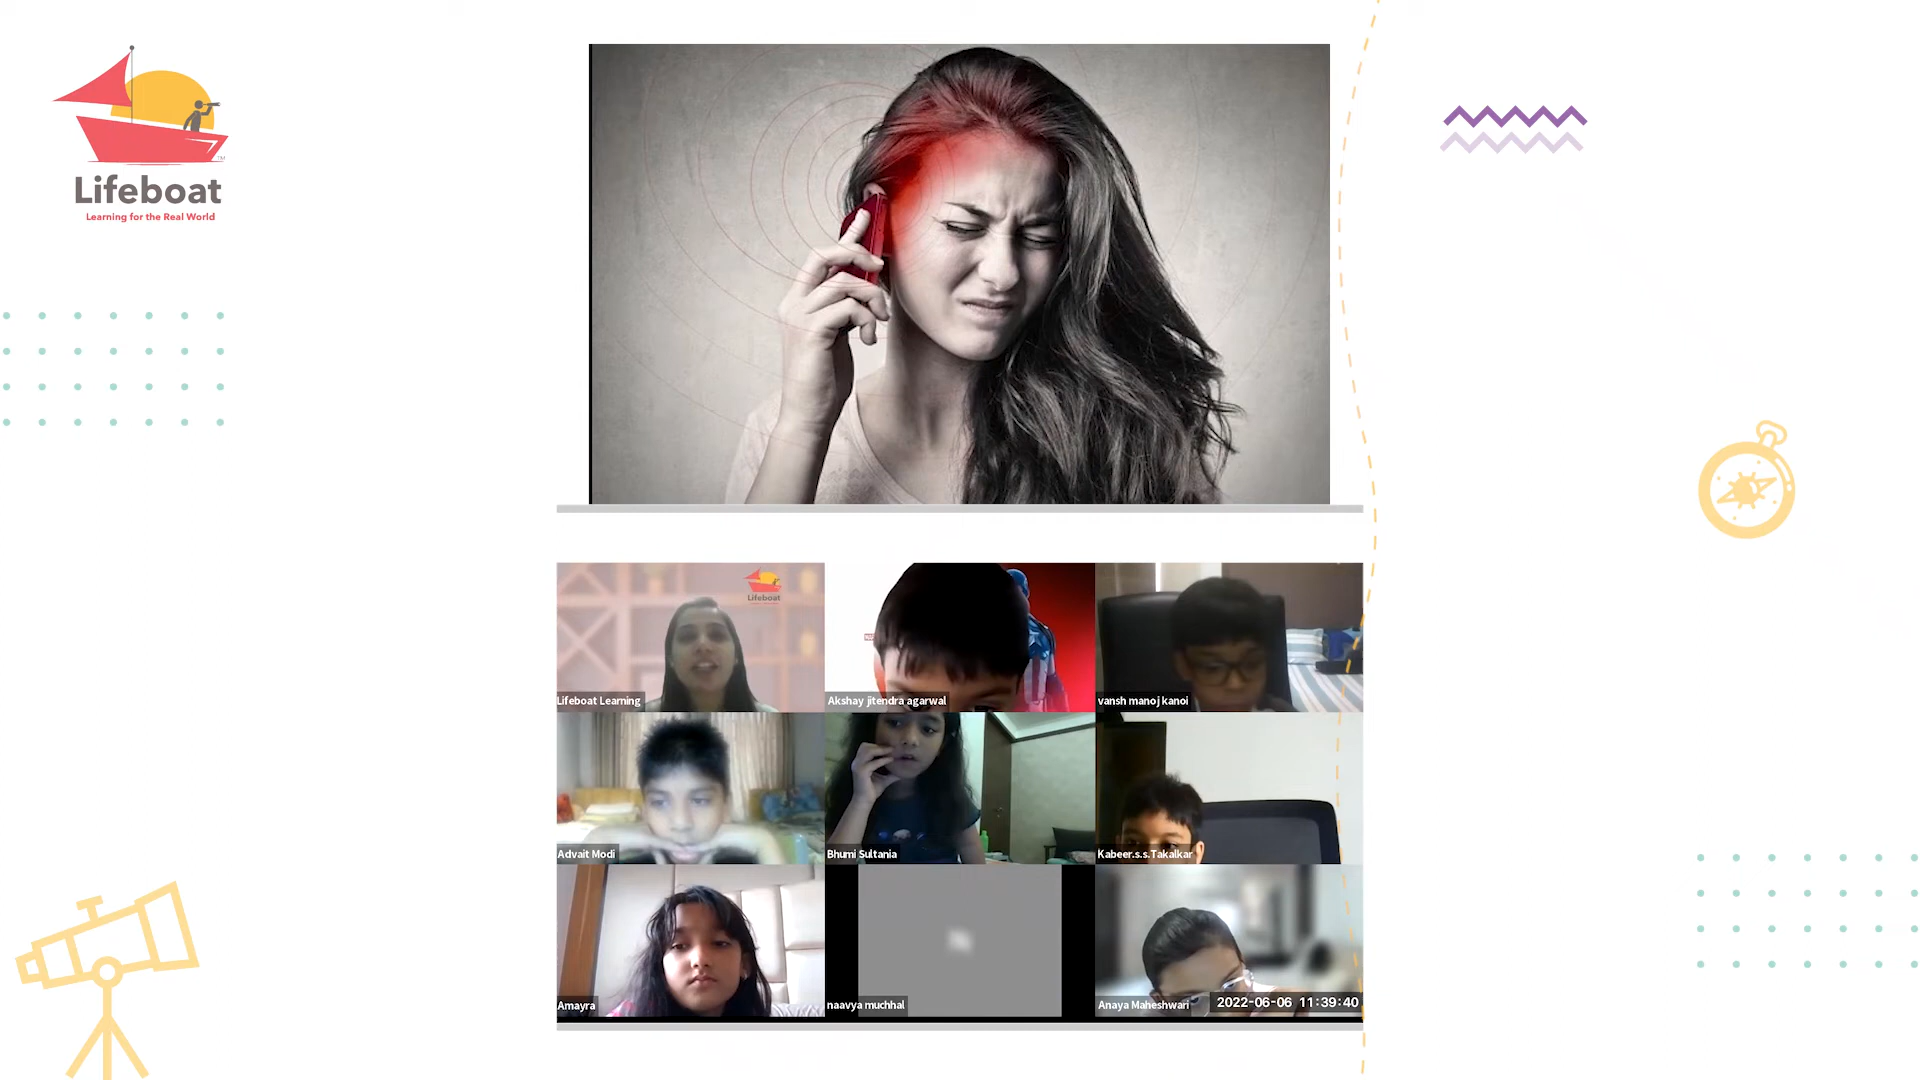 Lifeboat
Learning for the Real World
Lifeboat
Lifeboat Learning
Akshay jitendra agarwal
vansh manoj kanoi
Advait Modi
Bhumi Sultania
Kabeer.s.s.Takalkar
Amayra
naavya muchhal
Anaya Maheshwari
2022-06-06 11:39:40